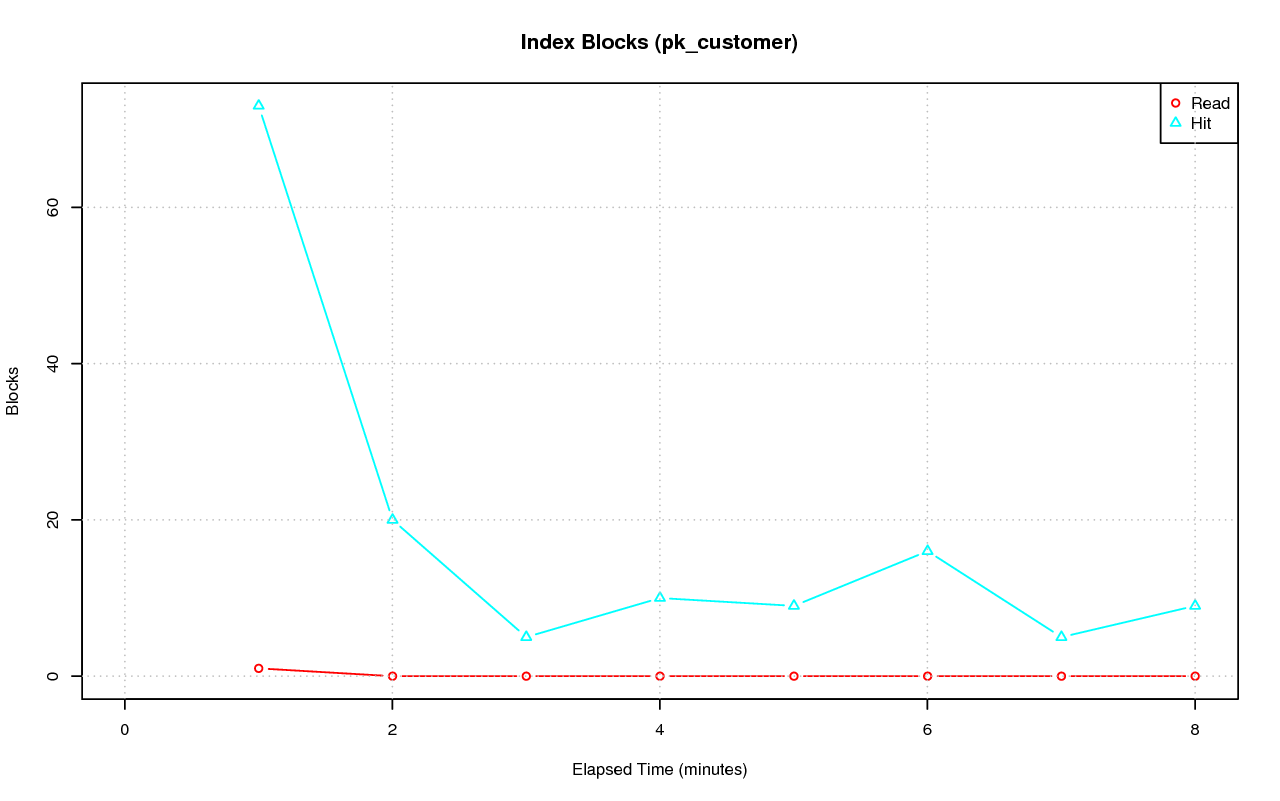 Index Blocks (pk_customer)
Read
Hit
60
40
20
0
Blocks
0 2 4 6 8
Elapsed Time (minutes)